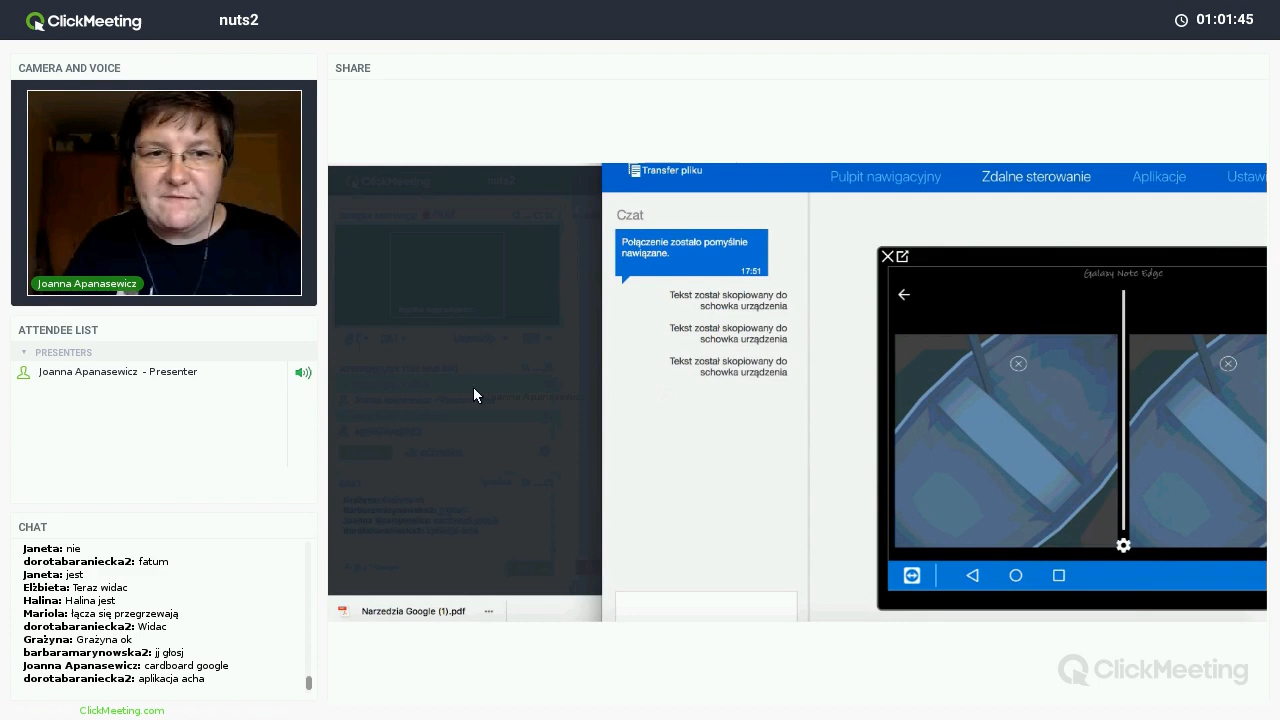 ClickMeeting
nuts2
01:01:45
CAMERA AND VOICE
SHARE
Joanna Apanasewicz
ATTENDEE LIST
PRESENTERS
Joanna Apanasewicz - Presenter
CHAT
Janeta: nie
dorotabaraniecka2: fatum
Janeta: jest
Elżbieta: Teraz widac
Halina: Halina jest
Mariola: łącza się przegrzewają
dorotabaraniecka2: Widac
Grażyna: Grażyna ok
barbaramarynowska2: jj głosj
Joanna Apanasewicz: cardboard google
dorotabaraniecka2: aplikacja acha
ClickMeeting.com
ClickMeeting
nuts2
Joanna Apanasewicz
Narzedzia Google (1).pdf
Transfer pliku
Pulpit nawigacyjny
Zdalne sterowanie
Aplikacje
Ustawi
Czat
Połączenie zostało pomyślnie
nawiązane.
17:51
Tekst został skopiowany do
schowka urządzenia
Tekst został skopiowany do
schowka urządzenia
Tekst został skopiowany do
schowka urządzenia
Galaxy Note Edge
ClickMeeting